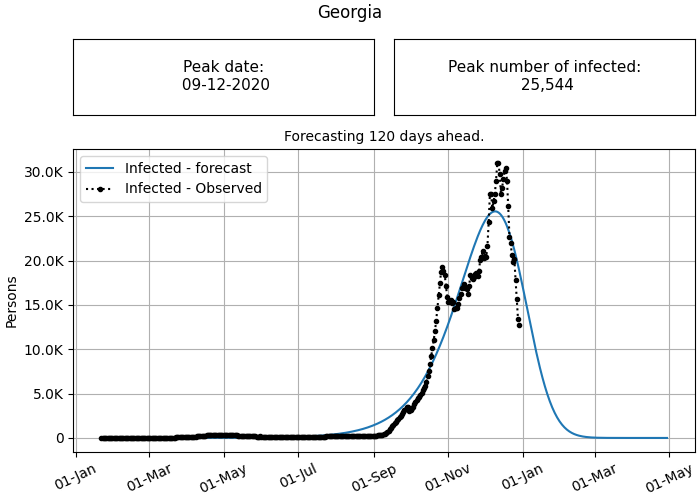 Georgia
Peak date:
09-12-2020
Peak number of infected:
25,544
Forecasting 120 days ahead.
Infected - forecast
Infected - Observed
Persons
30.0K
25.0K
20.0K
15.0K
10.0K
5.0K
0
01-Jan
01-Mar
01-May
01-Jul
01-Sep
01-Nov
01-Jan
01-Mar
01-May